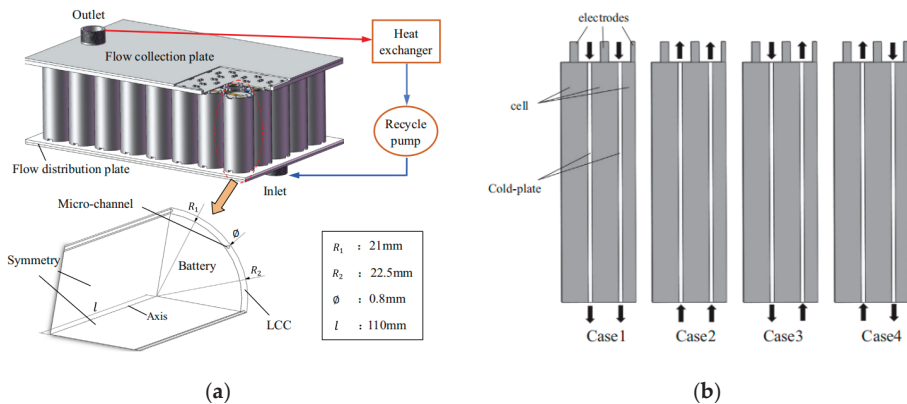 Outlet
Flow collection plate
Heat
exchanger
Recycle
pump
Flow distribution plate
Inlet
Micro-channel
R₁
Ø
Symmetry
Battery
R₂
l
Axis
LCC
R₁ : 21mm
R₂ : 22.5mm
Ø : 0.8mm
l : 110mm
(a)
electrodes
cell
Cold-plate
Case1 Case2 Case3 Case4
(b)